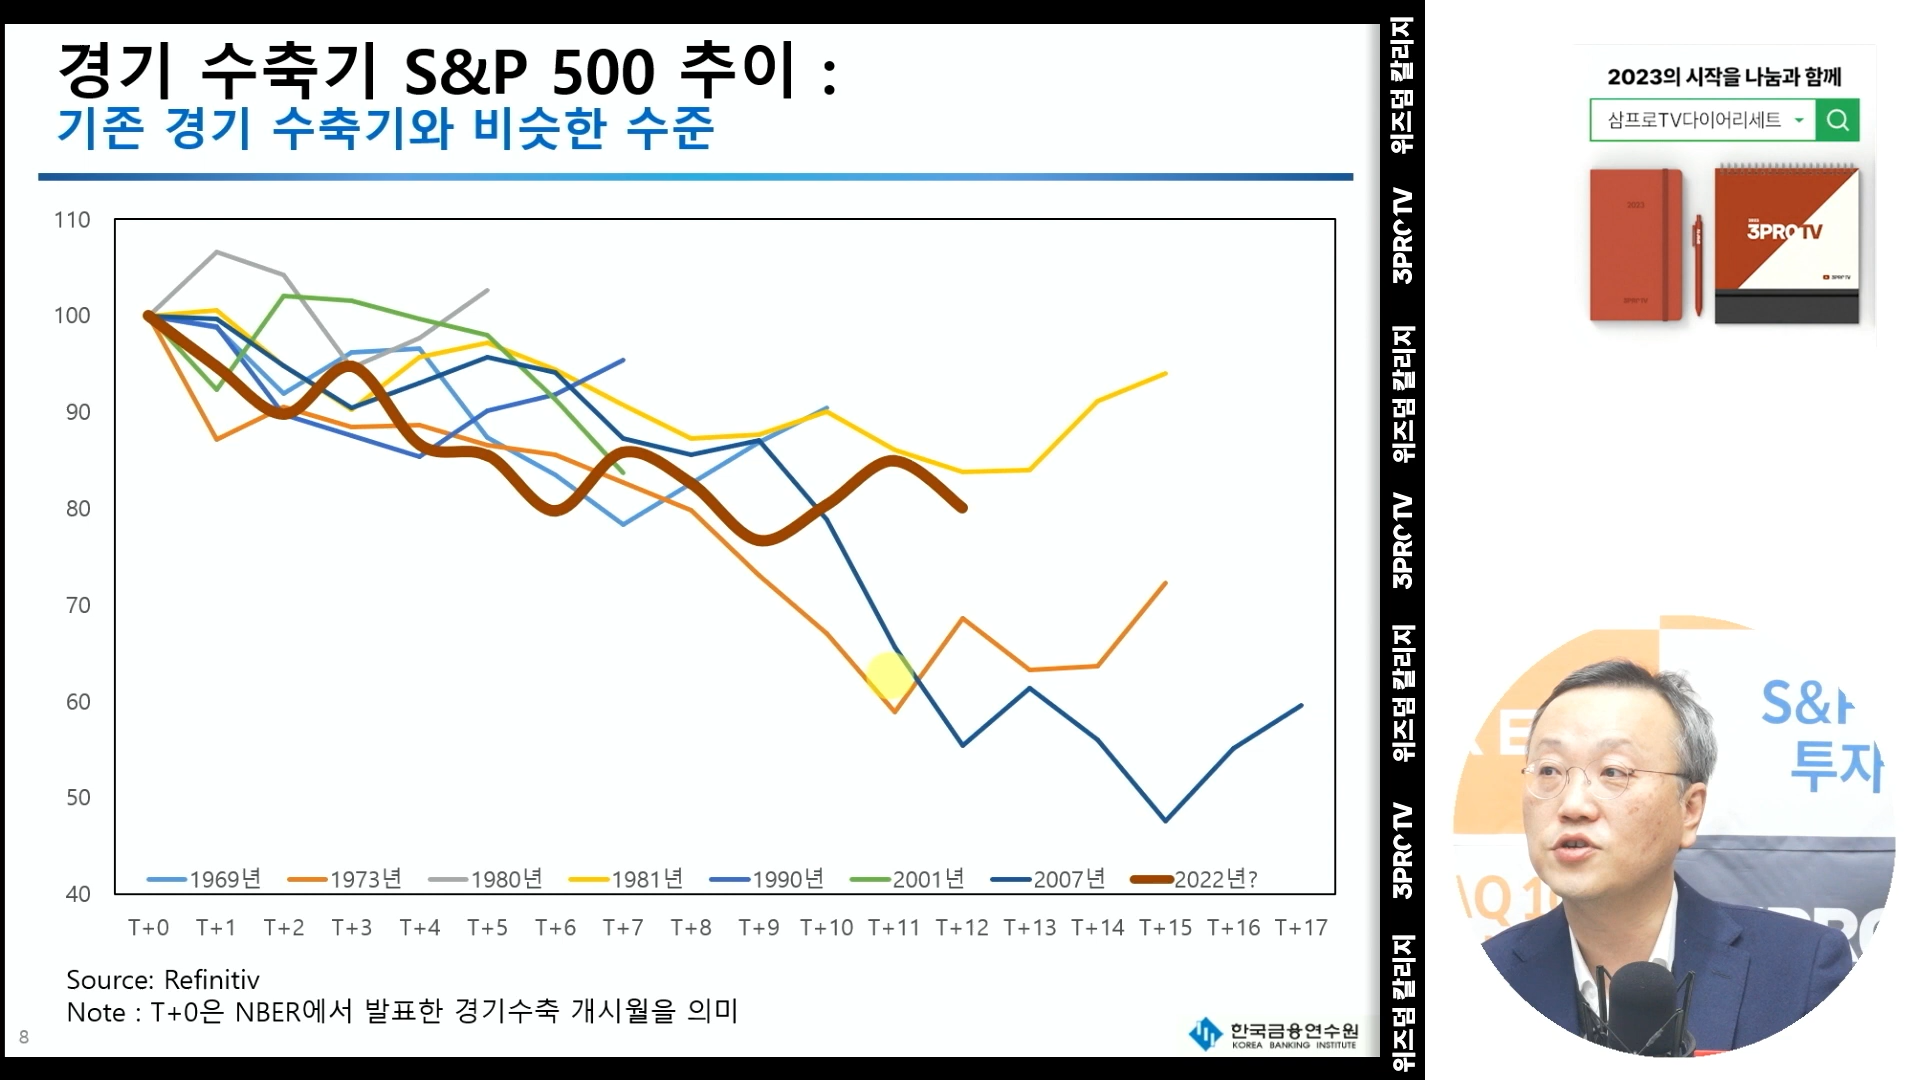 경기 수축기 S&P 500 추이 :
기존 경기 수축기와 비슷한 수준
110
100
90
80
70
60
50
40
1969년 1973년 1980년 1981년 1990년 2001년 2007년 2022년?
T+0 T+1 T+2 T+3 T+4 T+5 T+6 T+7 T+8 T+9 T+10 T+11 T+12 T+13 T+14 T+15 T+16 T+17
Source: Refinitiv
Note : T+0은 NBER에서 발표한 경기수축 개시월을 의미
8
한국금융연수원
KOREA BANKING INSTITUTE
위즈덤 칼리지
3PROTV
위즈덤 칼리지
3PROTV
위즈덤 칼리지
3PROTV
위즈덤 칼리지
2023의 시작을 나눔과 함께
삼프로TV다이어리세트
2023
3PROTV
3PROTV
3PROTV
S&P
투자